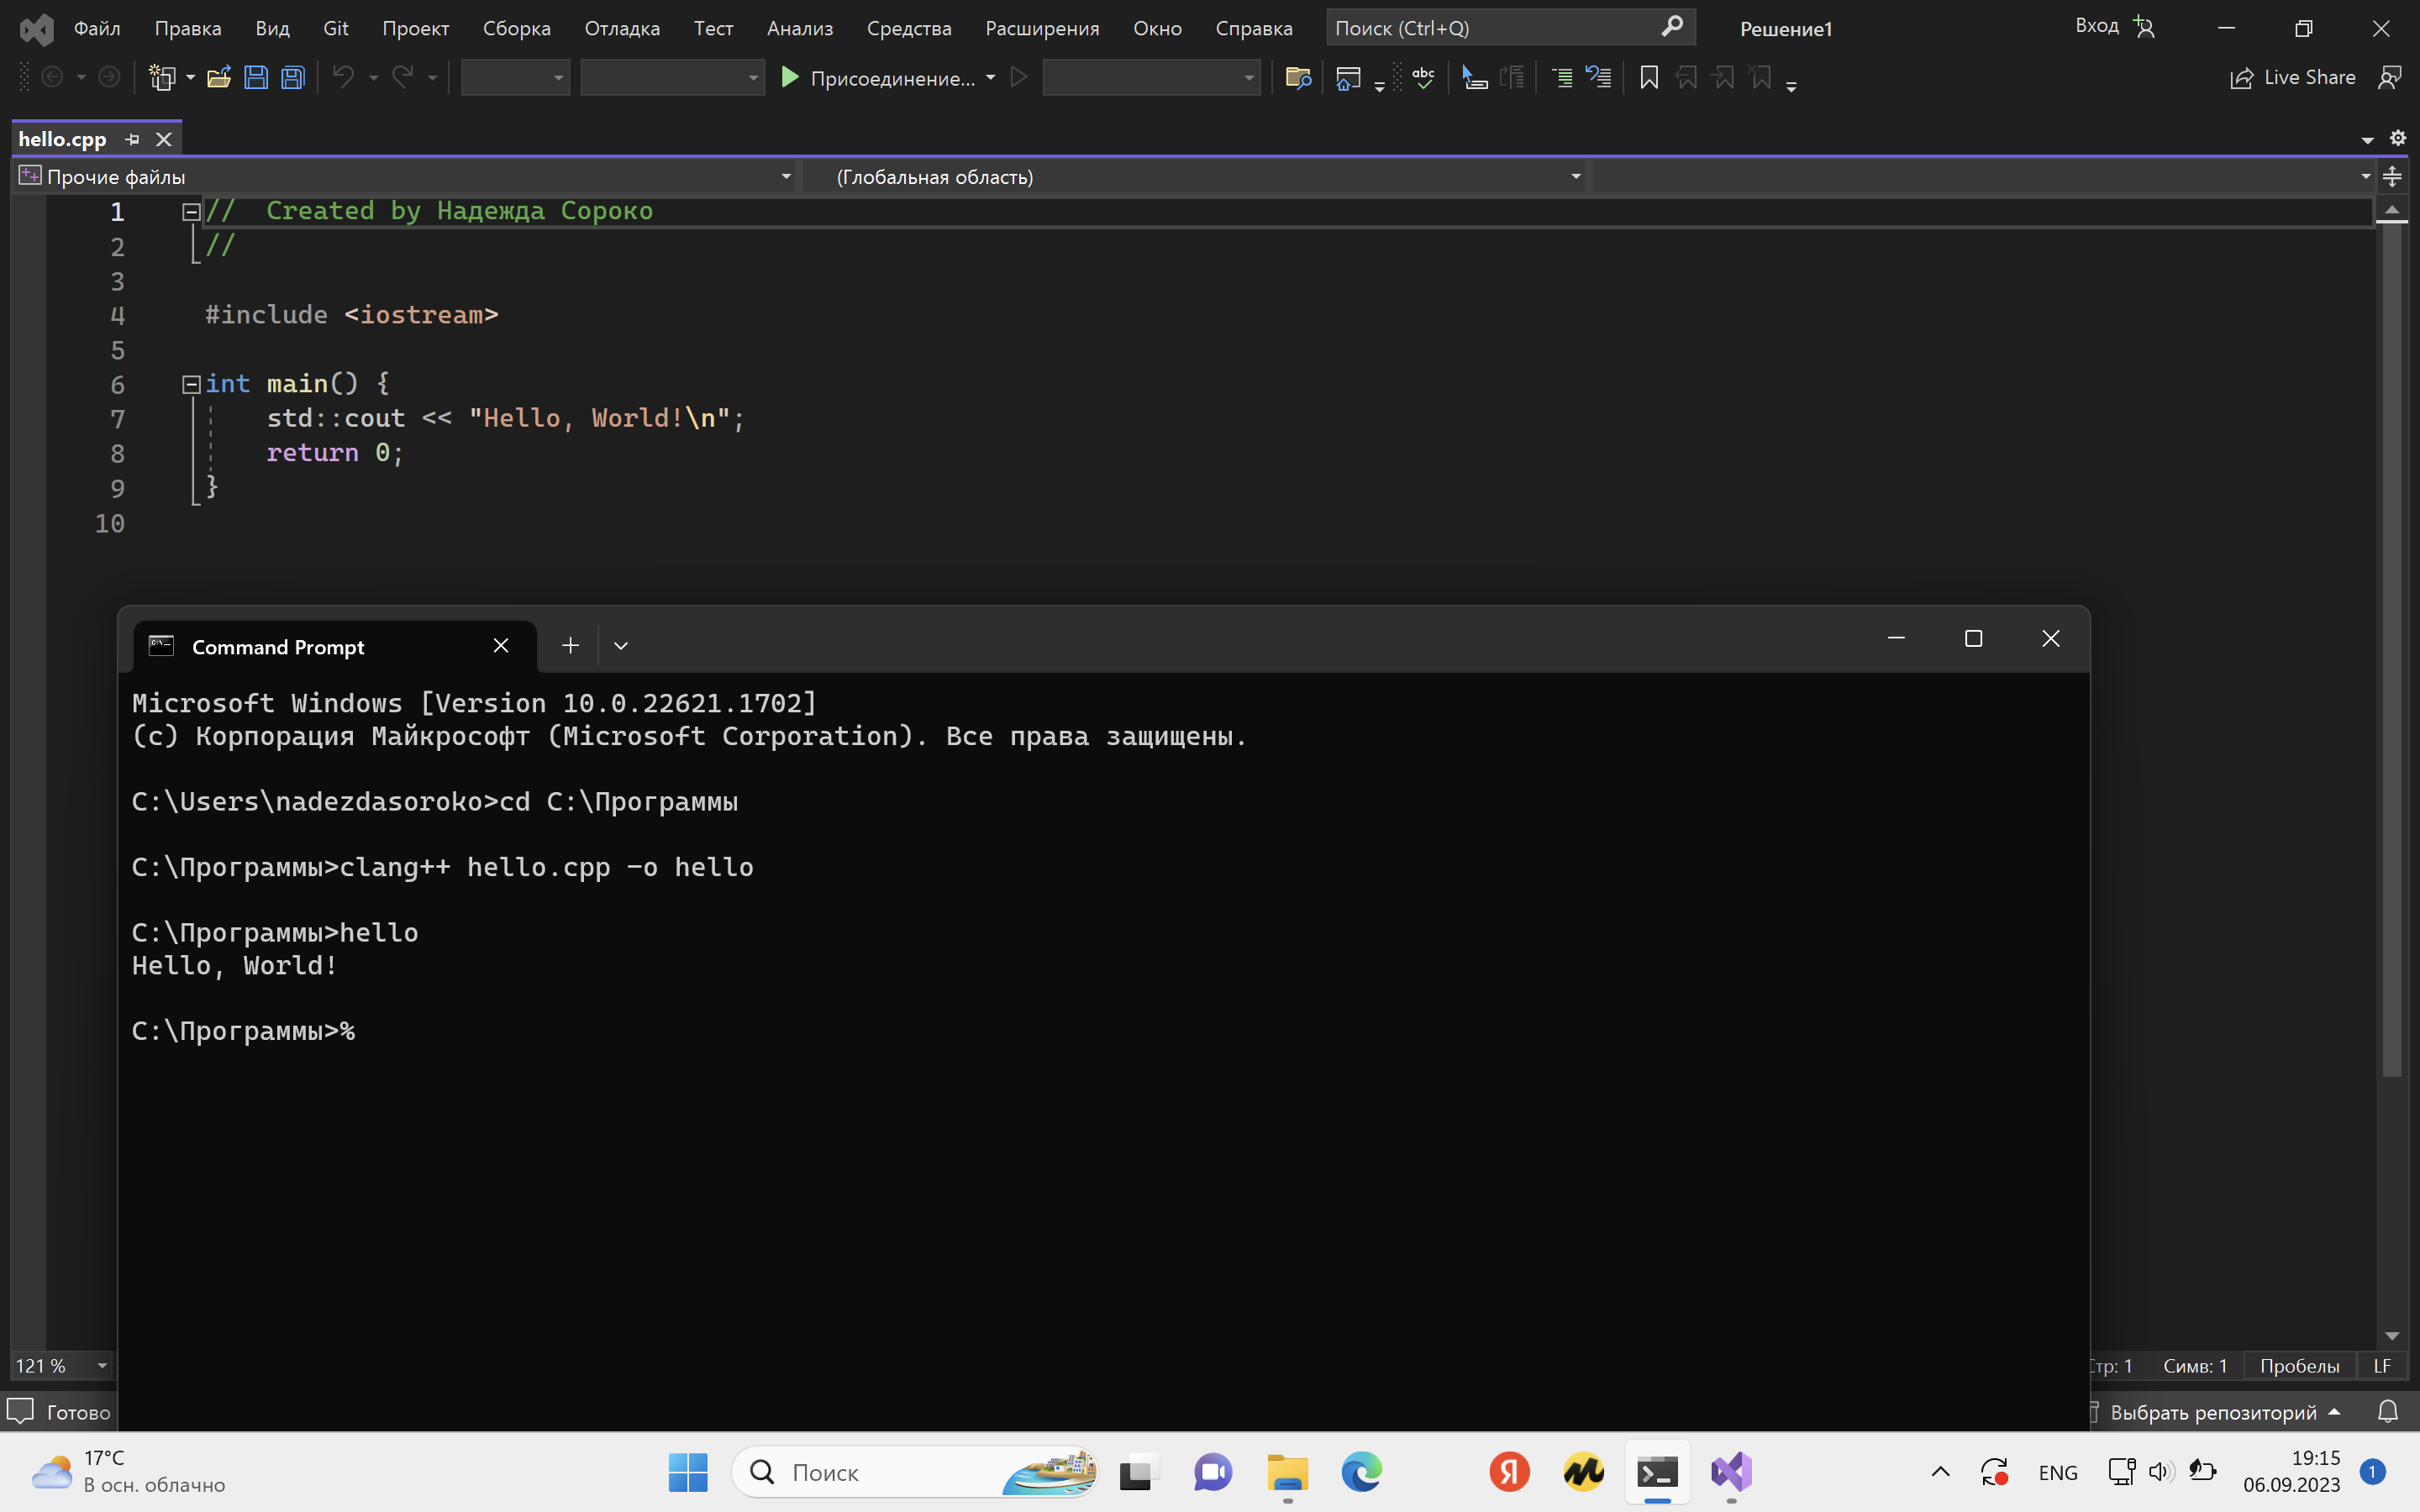 Файл Правка Вид Git Проект Сборка Отладка Тест Анализ Средства Расширения Окно Справка Поиск (Ctrl+Q) Решение1 Вход
Присоединение... Live Share
hello.cpp
Прочие файлы (Глобальная область)
1 // Created by Надежда Сороко
2 //
3
4 #include <iostream>
5
6 int main() {
7 std::cout << "Hello, World!\n";
8 return 0;
9 }
10
Command Prompt
Microsoft Windows [Version 10.0.22621.1702]
(c) Корпорация Майкрософт (Microsoft Corporation). Все права защищены.
C:\Users\nadezdasoroko>cd C:\Программы
C:\Программы>clang++ hello.cpp -o hello
C:\Программы>hello
Hello, World!
C:\Программы>%
121 % Стр: 1 Симв: 1 Пробелы LF
Готово Выбрать репозиторий
17°C
В осн. облачно
Поиск
ENG
19:15
06.09.2023
1